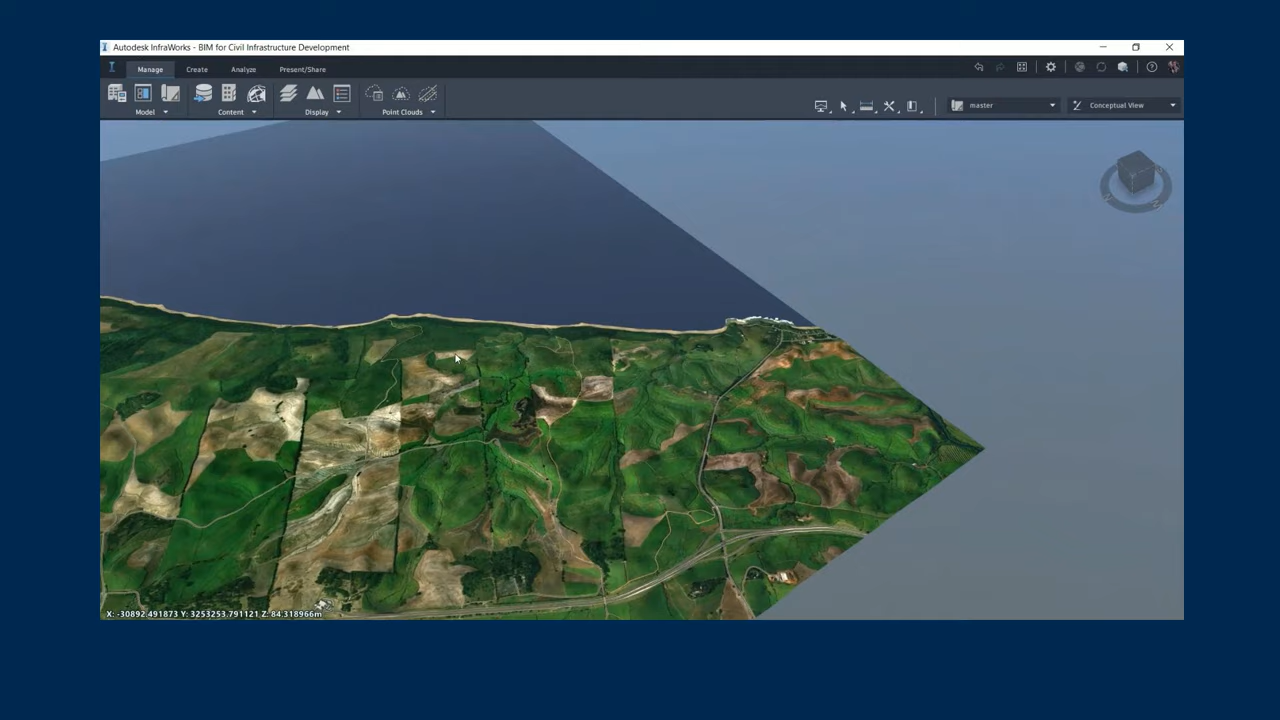 Autodesk InfraWorks - BIM for Civil Infrastructure Development
Manage
Create
Analyze
Present/Share
Model
Content
Display
Point Clouds
master
Conceptual View
X: -30892.491873 Y: 3253253.791121 Z: 84.318966m